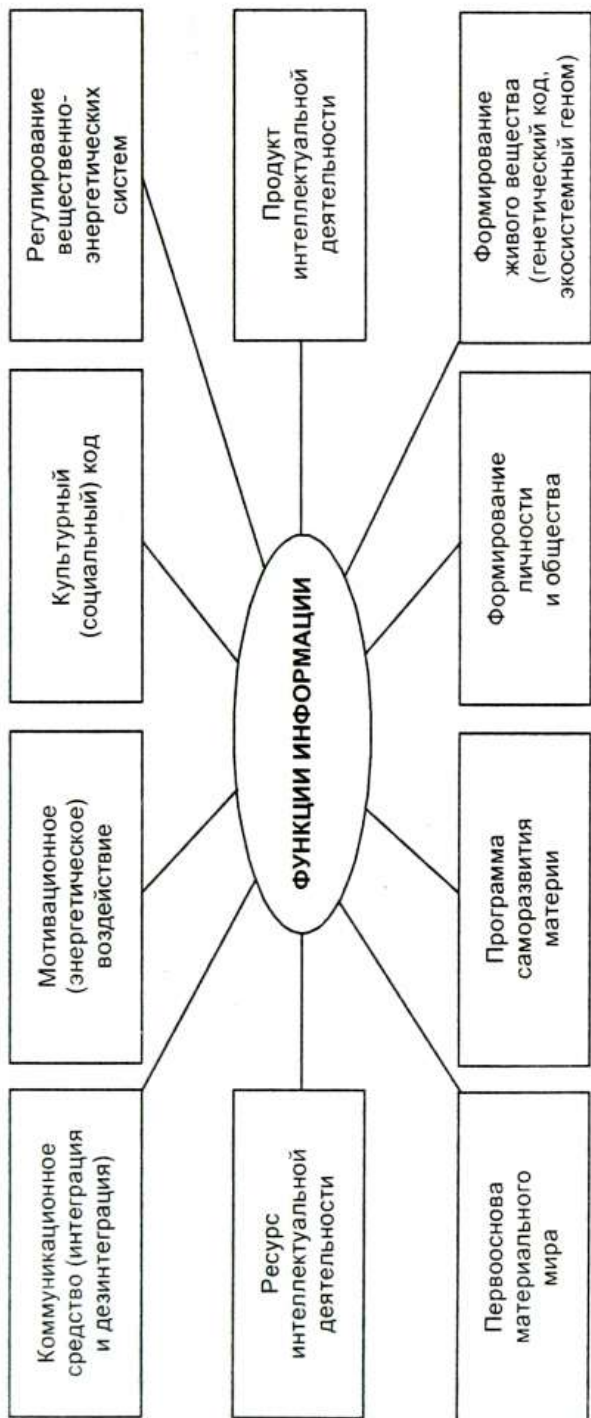 Коммуникационное
средство (интеграция
и дезинтеграция)
Мотивационное
(энергетическое)
воздействие
Культурный
(социальный) код
Регулирование
вещественно-
энергетических
систем
Ресурс
интеллектуальной
деятельности
ФУНКЦИИ ИНФОРМАЦИИ
Продукт
интеллектуальной
деятельности
Первооснова
материального
мира
Программа
саморазвития
материи
Формирование
личности
и общества
Формирование
живого вещества
(генетический код,
экосистемный геном)